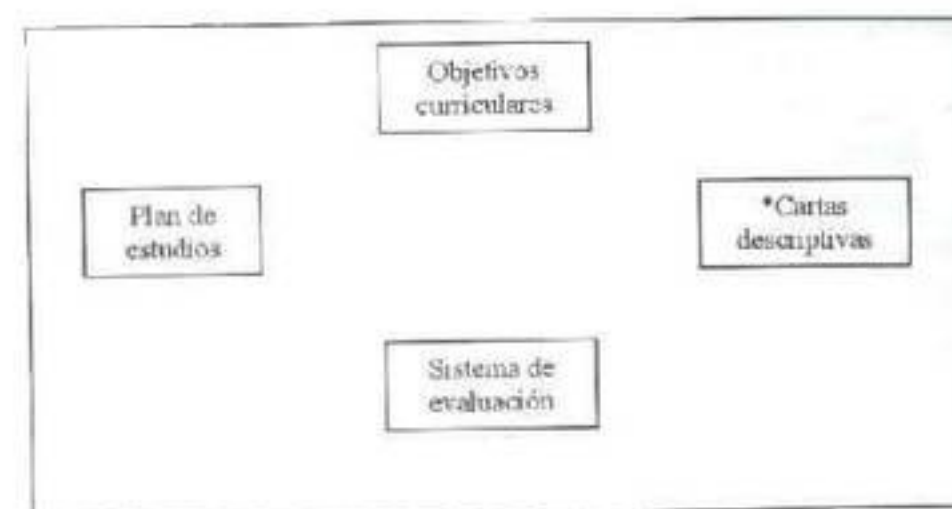 Objetivos
curriculares
Plan de
estudios
*Cartas
descriptivas
Sistema de
evaluación